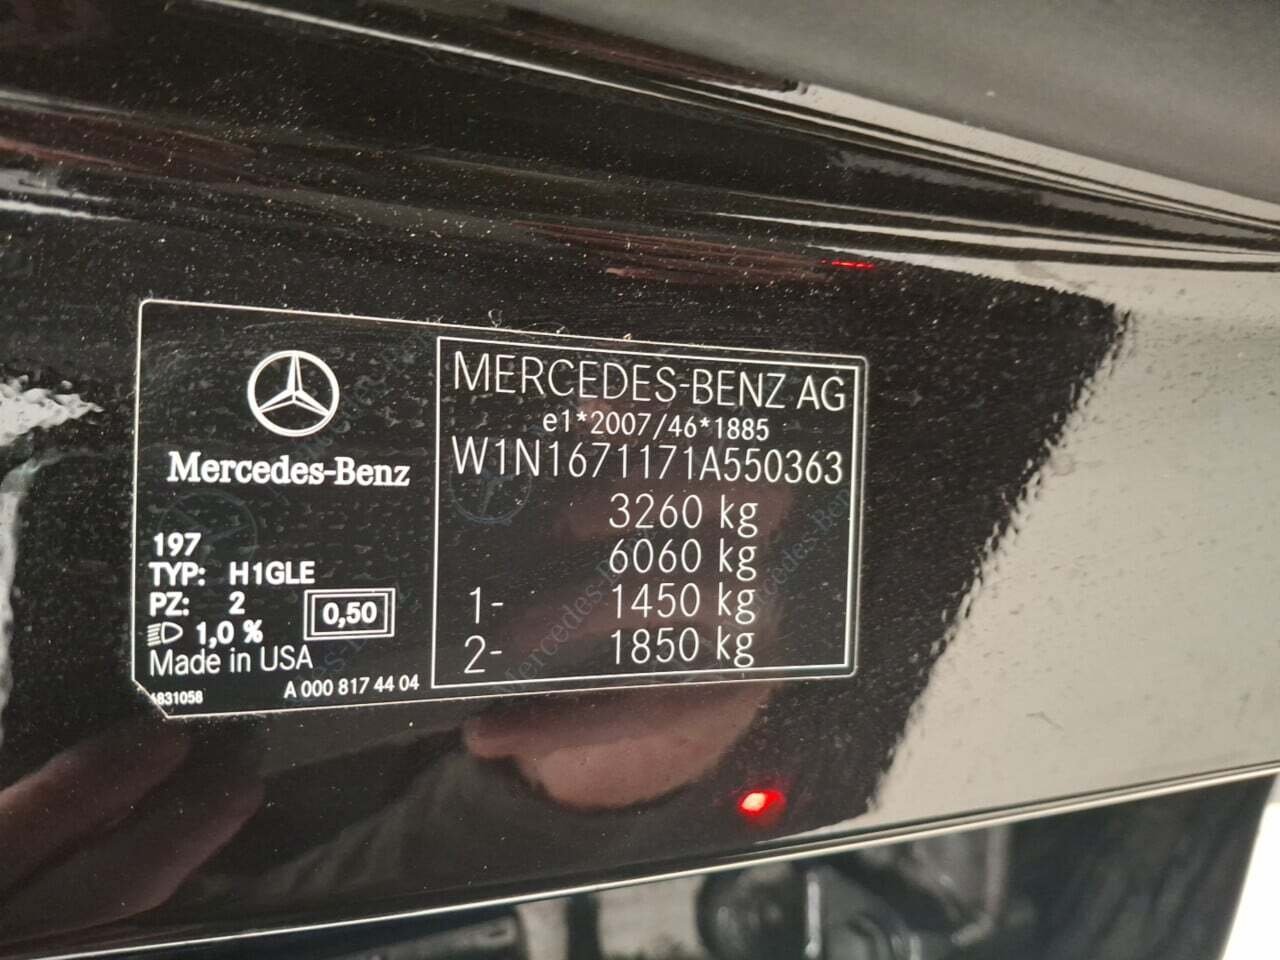 Mercedes-Benz
197
TYP: H1GLE
PZ: 2
1,0 %
0,50
Made in USA
A 000 817 44 04
MERCEDES-BENZ AG
e1*2007/46*1885
W1N1671171A550363
3260 kg
6060 kg
1- 1450 kg
2- 1850 kg